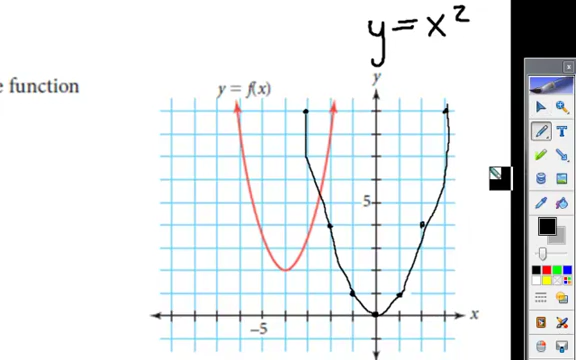 y = x²
e function
y = f(x)
y
5
x
−5
T